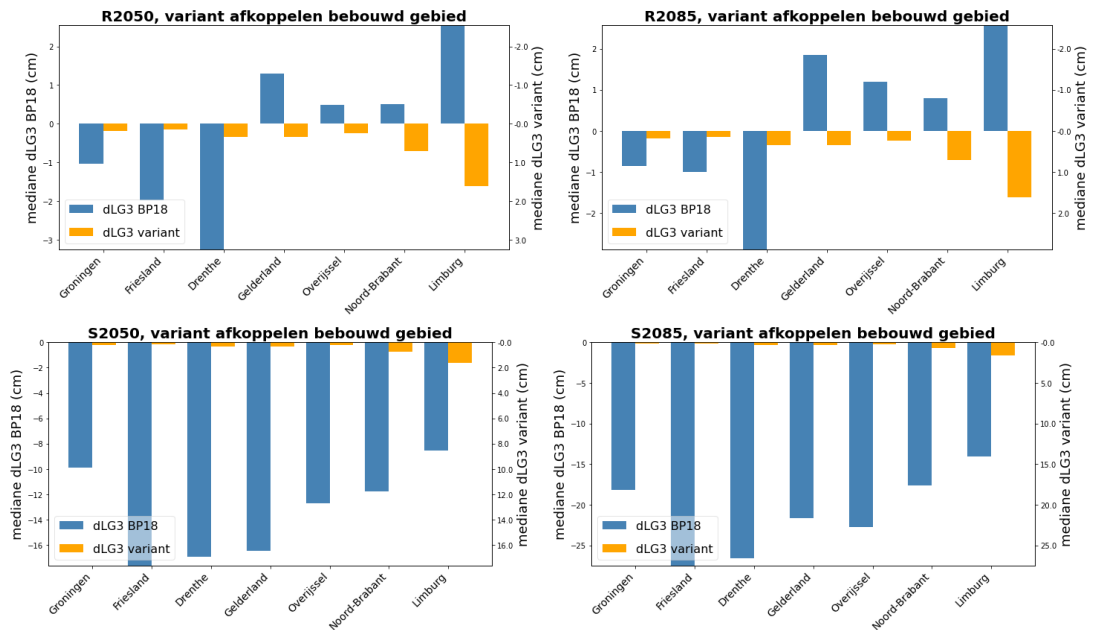 R2050, variant afkoppelen bebouwd gebied
mediane dLG3 BP18 (cm)
2
1
0
−1
−2
−3
-2.0
-1.0
-0.0
1.0
2.0
3.0
mediane dLG3 variant (cm)
dLG3 BP18
dLG3 variant
Groningen
Friesland
Drenthe
Gelderland
Overijssel
Noord-Brabant
Limburg
R2085, variant afkoppelen bebouwd gebied
mediane dLG3 BP18 (cm)
2
1
0
−1
−2
-2.0
-1.0
-0.0
1.0
2.0
mediane dLG3 variant (cm)
dLG3 BP18
dLG3 variant
Groningen
Friesland
Drenthe
Gelderland
Overijssel
Noord-Brabant
Limburg
S2050, variant afkoppelen bebouwd gebied
mediane dLG3 BP18 (cm)
0
−2
−4
−6
−8
−10
−12
−14
−16
-0.0
2.0
4.0
6.0
8.0
10.0
12.0
14.0
16.0
mediane dLG3 variant (cm)
dLG3 BP18
dLG3 variant
Groningen
Friesland
Drenthe
Gelderland
Overijssel
Noord-Brabant
Limburg
S2085, variant afkoppelen bebouwd gebied
mediane dLG3 BP18 (cm)
0
−5
−10
−15
−20
−25
-0.0
5.0
10.0
15.0
20.0
25.0
mediane dLG3 variant (cm)
dLG3 BP18
dLG3 variant
Groningen
Friesland
Drenthe
Gelderland
Overijssel
Noord-Brabant
Limburg